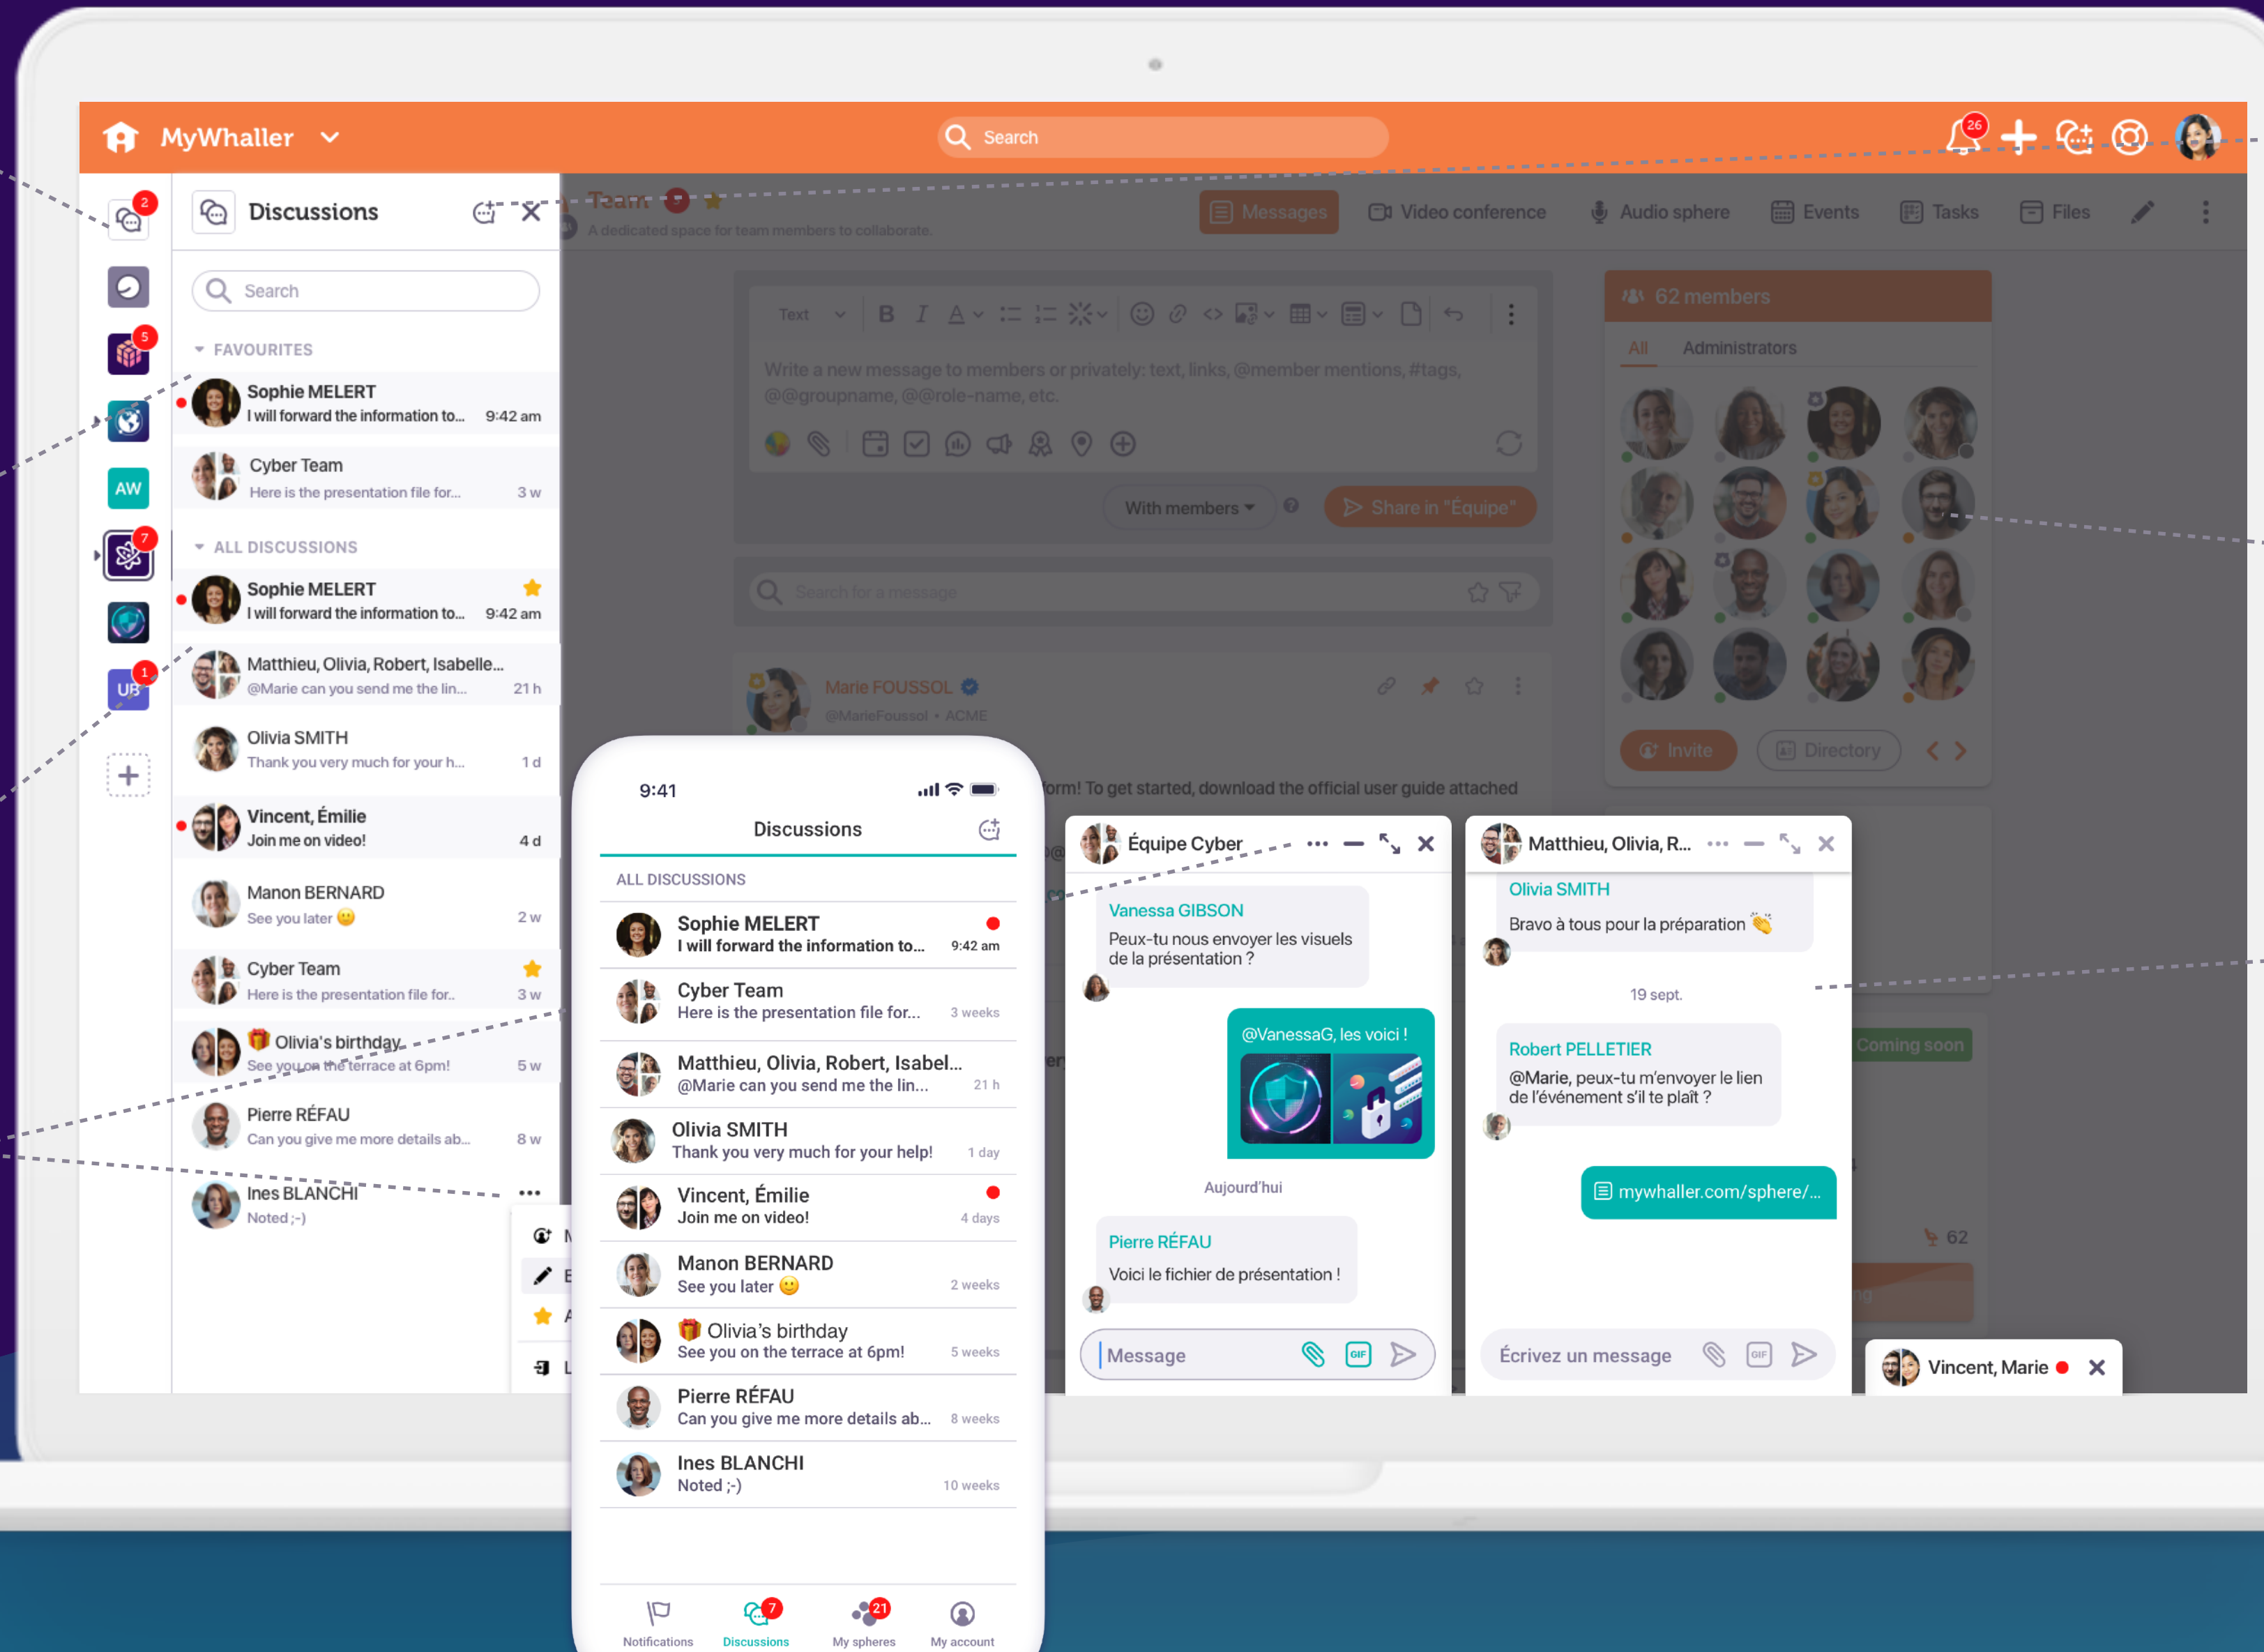 MyWhaller
Search
26
2
5
AW
7
UB
1
Discussions
Search
FAVOURITES
Sophie MELERT
I will forward the information to... 9:42 am
Cyber Team
Here is the presentation file for... 3 w
ALL DISCUSSIONS
Sophie MELERT
I will forward the information to... 9:42 am
Matthieu, Olivia, Robert, Isabelle...
@Marie can you send me the lin... 21 h
Olivia SMITH
Thank you very much for your h... 1 d
Vincent, Émilie
Join me on video! 4 d
Manon BERNARD
See you later 🙂 2 w
Cyber Team
Here is the presentation file for.. 3 w
🎁 Olivia's birthday
See you on the terrace at 6pm! 5 w
Pierre RÉFAU
Can you give me more details ab... 8 w
Ines BLANCHI
Noted ;-)
Team
A dedicated space for team members to collaborate.
Messages Video conference Audio sphere Events Tasks Files
Text
Write a new message to members or privately: text, links, @member mentions, #tags,
@@groupname, @@role-name, etc.
With members Share in "Équipe"
Search for a message
Marie FOUSSOL
@MarieFoussol • ACME
orm! To get started, download the official user guide attached
62 members
All Administrators
Invite Directory
Coming soon
62
9:41
Discussions
ALL DISCUSSIONS
Sophie MELERT
I will forward the information to... 9:42 am
Cyber Team
Here is the presentation file for... 3 weeks
Matthieu, Olivia, Robert, Isabel...
@Marie can you send me the lin... 21 h
Olivia SMITH
Thank you very much for your help! 1 day
Vincent, Émilie
Join me on video! 4 days
Manon BERNARD
See you later 🙂 2 weeks
🎁 Olivia's birthday
See you on the terrace at 6pm! 5 weeks
Pierre RÉFAU
Can you give me more details ab... 8 weeks
Ines BLANCHI
Noted ;-) 10 weeks
7
21
Notifications Discussions My spheres My account
Équipe Cyber
Vanessa GIBSON
Peux-tu nous envoyer les visuels
de la présentation ?
@VanessaG, les voici !
Aujourd'hui
Pierre RÉFAU
Voici le fichier de présentation !
Message GIF
Matthieu, Olivia, R...
Olivia SMITH
Bravo à tous pour la préparation 👏
19 sept.
Robert PELLETIER
@Marie, peux-tu m'envoyer le lien
de l'événement s'il te plaît ?
mywhaller.com/sphere/...
Écrivez un message GIF
Vincent, Marie